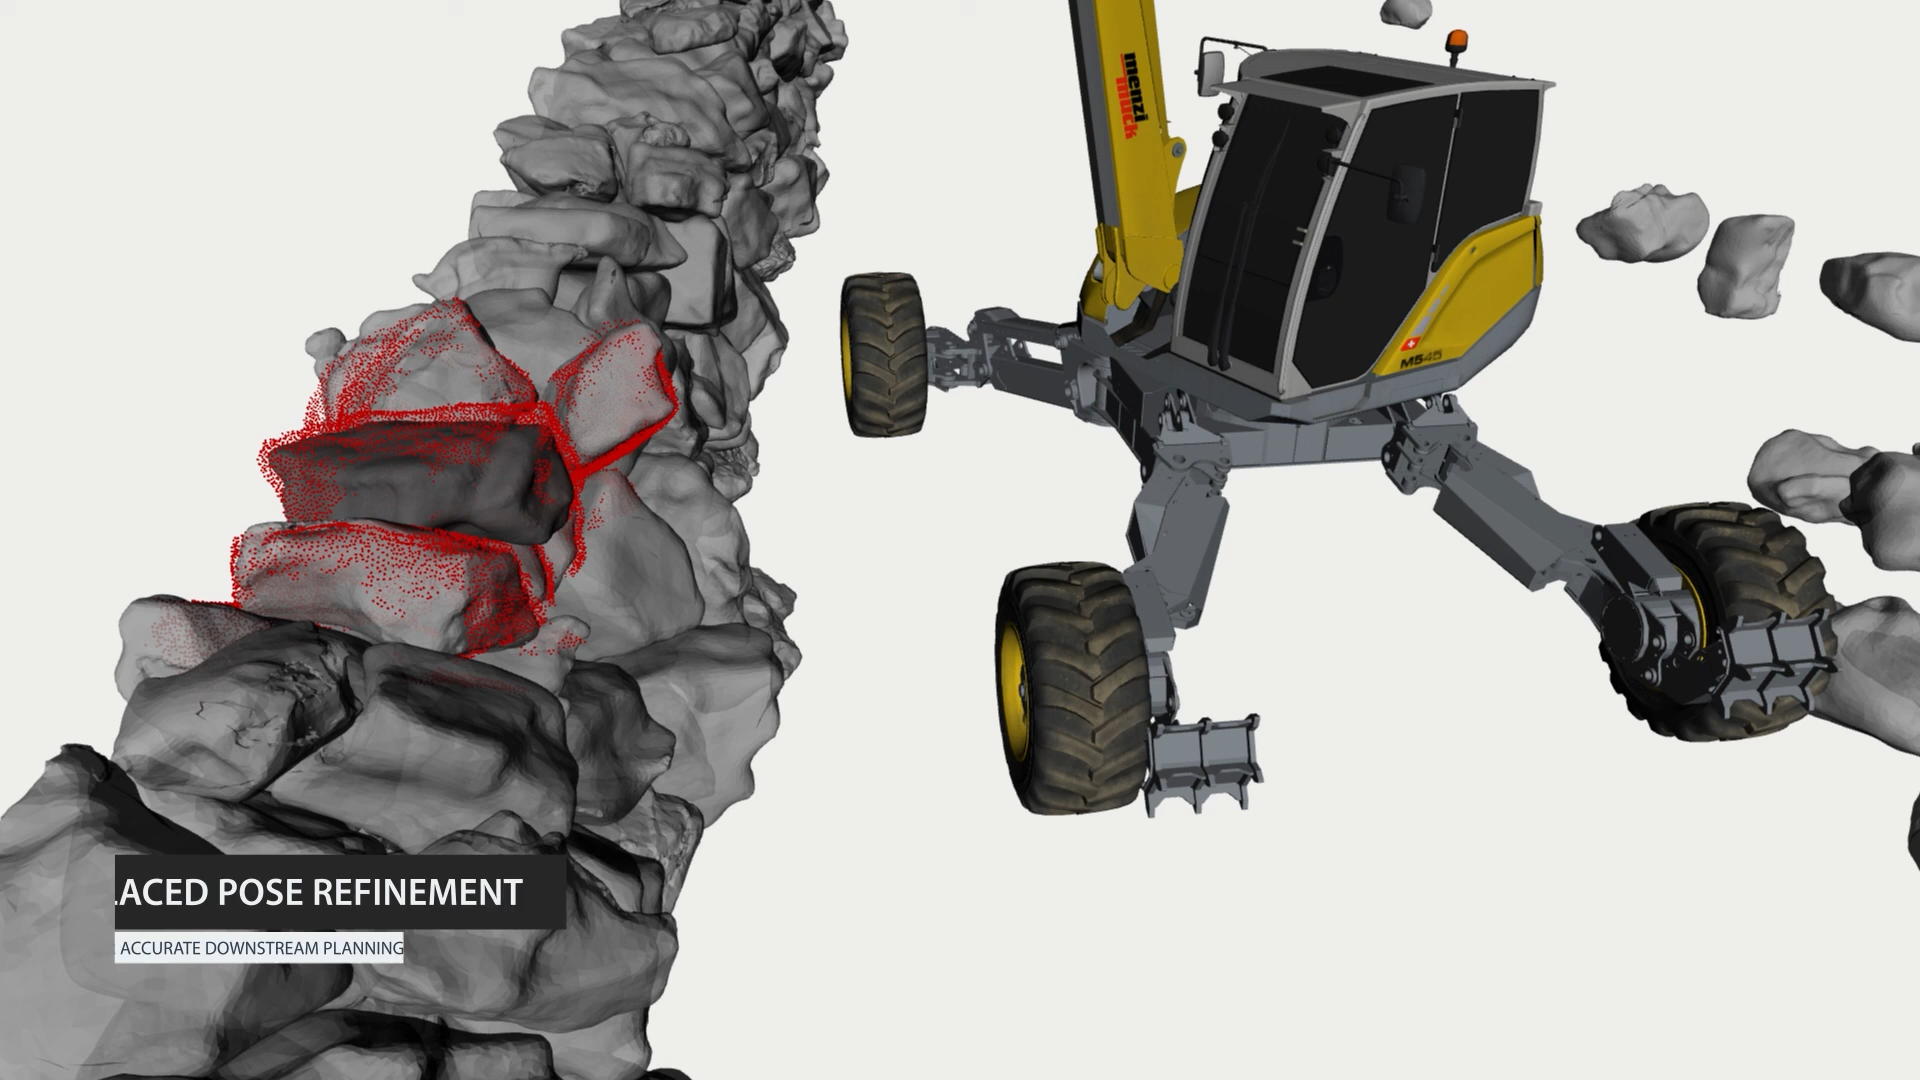 menzi
muck
M545
.ACED POSE REFINEMENT
ACCURATE DOWNSTREAM PLANNING